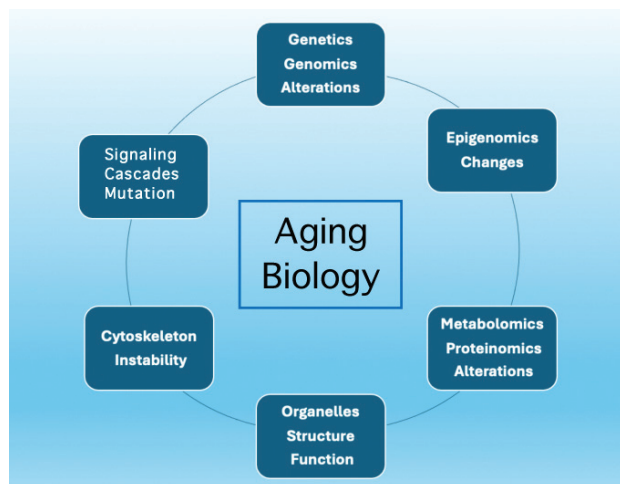 Genetics
Genomics
Alterations
Epigenomics
Changes
Signaling
Cascades
Mutation
Aging
Biology
Cytoskeleton
Instability
Metabolomics
Proteinomics
Alterations
Organelles
Structure
Function